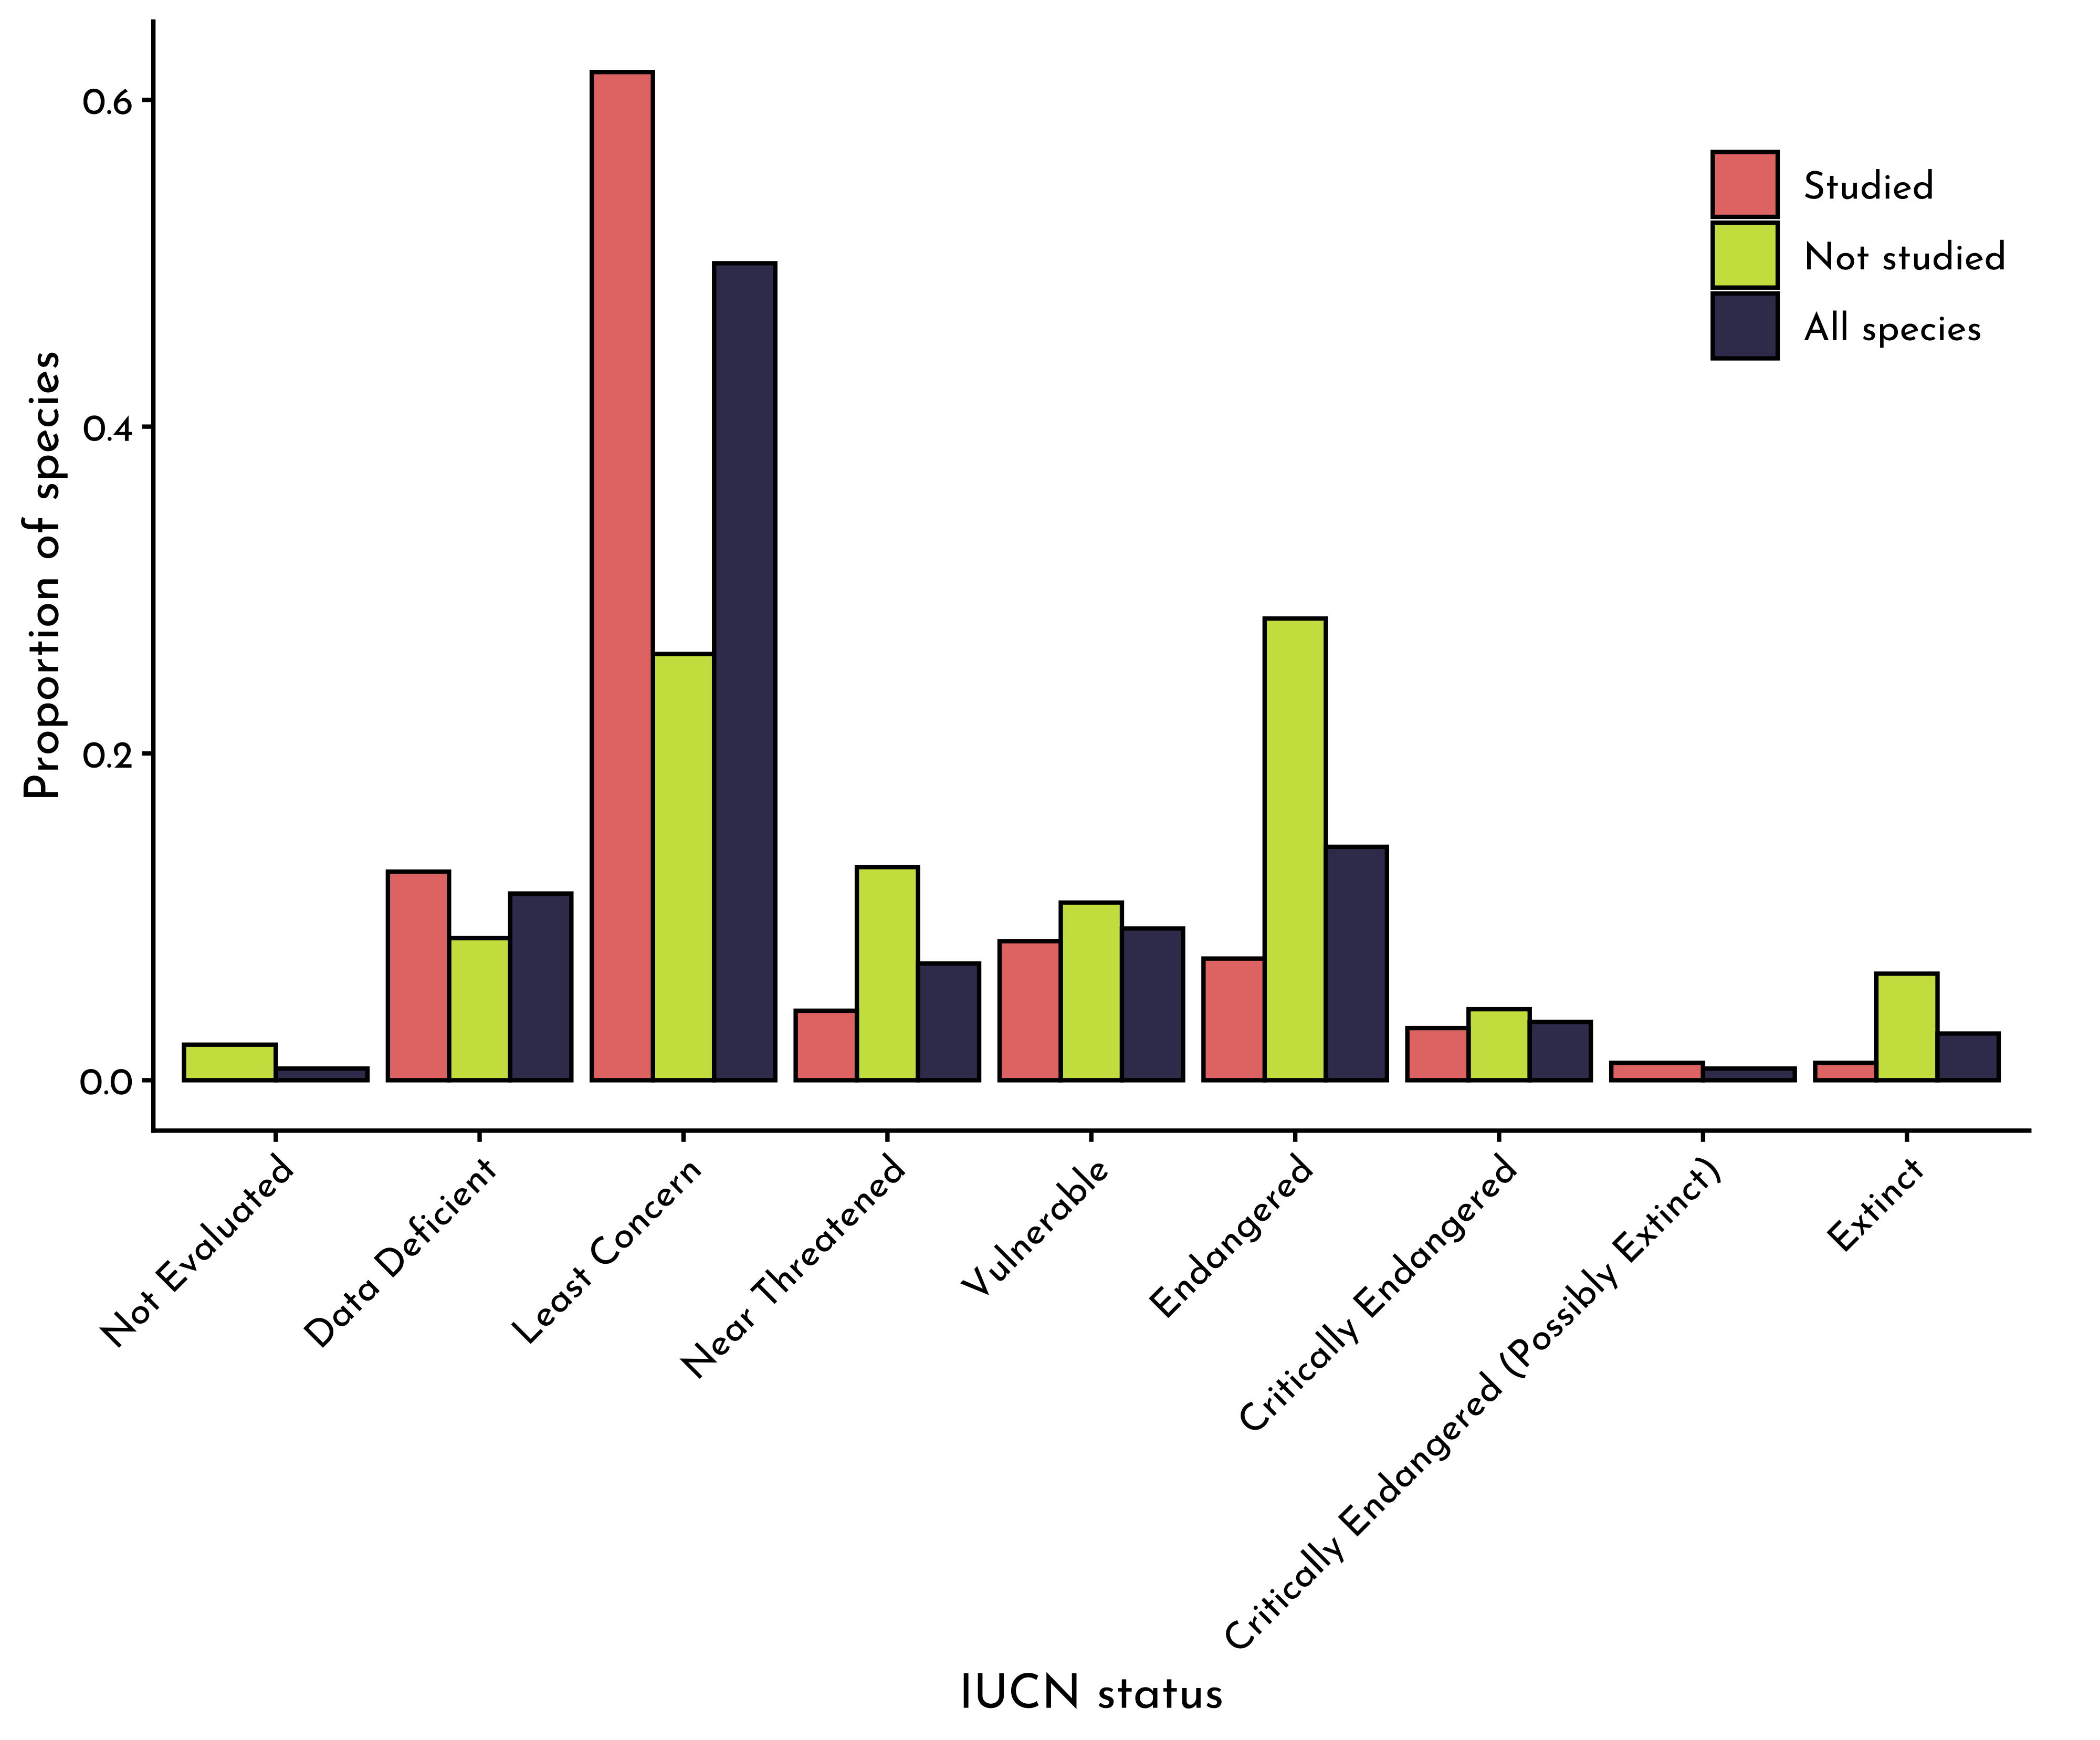 Proportion of species
0.6
0.4
0.2
0.0
Studied
Not studied
All species
Not Evaluated
Data Deficient
Least Concern
Near Threatened
Vulnerable
Endangered
Critically Endangered
Critically Endangered (Possibly Extinct)
Extinct
IUCN status